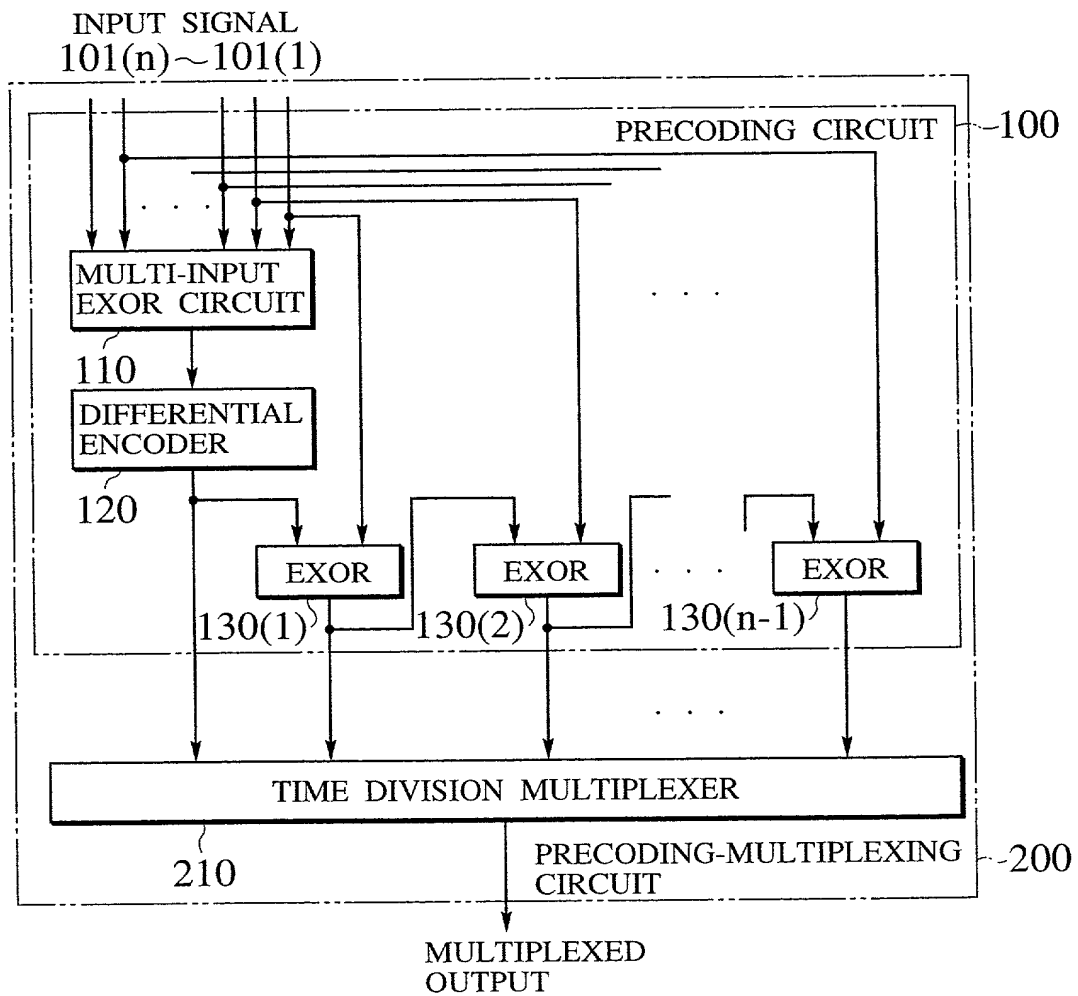 INPUT SIGNAL
101(n)~101(1)
PRECODING CIRCUIT
100
. . .
MULTI-INPUT
EXOR CIRCUIT
. . .
110
DIFFERENTIAL
ENCODER
120
EXOR
EXOR
. . .
EXOR
130(1)
130(2)
130(n-1)
. . .
TIME DIVISION MULTIPLEXER
210
PRECODING-MULTIPLEXING
CIRCUIT
200
MULTIPLEXED
OUTPUT